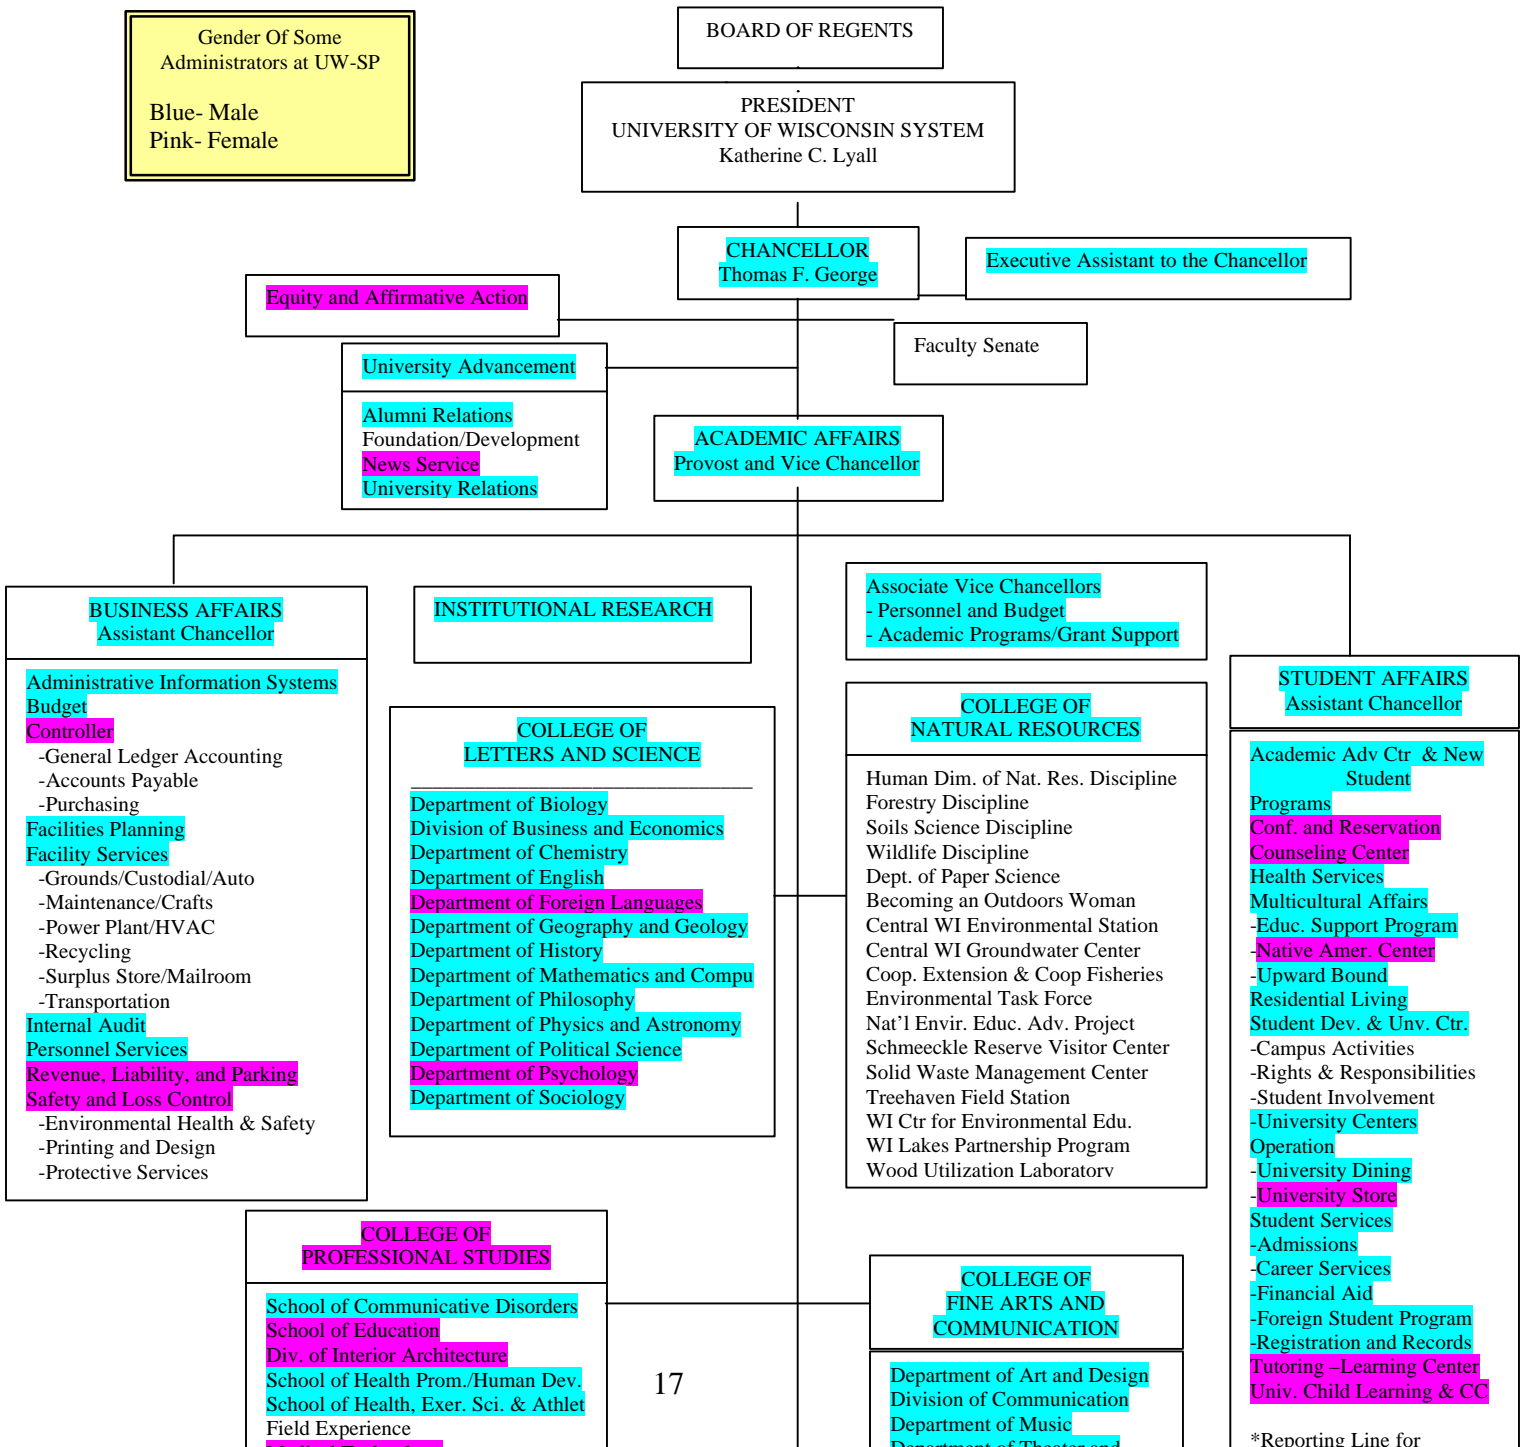 Gender Of Some
Administrators at UW-SP
Blue- Male
Pink- Female
BOARD OF REGENTS
PRESIDENT
UNIVERSITY OF WISCONSIN SYSTEM
Katherine C. Lyall
CHANCELLOR
Thomas F. George
Executive Assistant to the Chancellor
Equity and Affirmative Action
Faculty Senate
University Advancement
Alumni Relations
Foundation/Development
News Service
University Relations
ACADEMIC AFFAIRS
Provost and Vice Chancellor
BUSINESS AFFAIRS
Assistant Chancellor
Administrative Information Systems
Budget
Controller
-General Ledger Accounting
-Accounts Payable
-Purchasing
Facilities Planning
Facility Services
-Grounds/Custodial/Auto
-Maintenance/Crafts
-Power Plant/HVAC
-Recycling
-Surplus Store/Mailroom
-Transportation
Internal Audit
Personnel Services
Revenue, Liability, and Parking
Safety and Loss Control
-Environmental Health & Safety
-Printing and Design
-Protective Services
INSTITUTIONAL RESEARCH
COLLEGE OF
LETTERS AND SCIENCE
Department of Biology
Division of Business and Economics
Department of Chemistry
Department of English
Department of Foreign Languages
Department of Geography and Geology
Department of History
Department of Mathematics and Compu
Department of Philosophy
Department of Physics and Astronomy
Department of Political Science
Department of Psychology
Department of Sociology
Associate Vice Chancellors
- Personnel and Budget
- Academic Programs/Grant Support
COLLEGE OF
NATURAL RESOURCES
Human Dim. of Nat. Res. Discipline
Forestry Discipline
Soils Science Discipline
Wildlife Discipline
Dept. of Paper Science
Becoming an Outdoors Woman
Central WI Environmental Station
Central WI Groundwater Center
Coop. Extension & Coop Fisheries
Environmental Task Force
Nat'l Envir. Educ. Adv. Project
Schmeeckle Reserve Visitor Center
Solid Waste Management Center
Treehaven Field Station
WI Ctr for Environmental Edu.
WI Lakes Partnership Program
Wood Utilization Laboratory
STUDENT AFFAIRS
Assistant Chancellor
Academic Adv Ctr & New
Student
Programs
Conf. and Reservation
Counseling Center
Health Services
Multicultural Affairs
-Educ. Support Program
-Native Amer. Center
-Upward Bound
Residential Living
Student Dev. & Unv. Ctr.
-Campus Activities
-Rights & Responsibilities
-Student Involvement
-University Centers
Operation
-University Dining
-University Store
Student Services
-Admissions
-Career Services
-Financial Aid
-Foreign Student Program
-Registration and Records
Tutoring –Learning Center
Univ. Child Learning & CC
*Reporting Line for
COLLEGE OF
PROFESSIONAL STUDIES
School of Communicative Disorders
School of Education
Div. of Interior Architecture
School of Health Prom./Human Dev.
School of Health, Exer. Sci. & Athlet
Field Experience
COLLEGE OF
FINE ARTS AND
COMMUNICATION
Department of Art and Design
Division of Communication
Department of Music
Department of Theater and
17